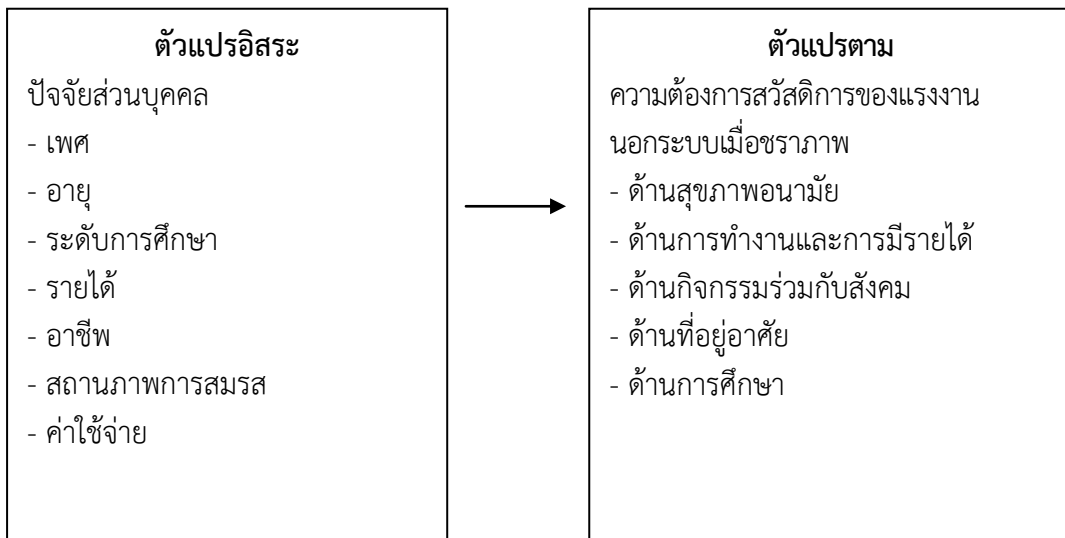 ตัวแปรอิสระ
ปัจจัยส่วนบุคคล
- เพศ
- อายุ
- ระดับการศึกษา
- รายได้
- อาชีพ
- สถานภาพการสมรส
- ค่าใช้จ่าย
ตัวแปรตาม
ความต้องการสวัสดิการของแรงงาน
นอกระบบเมื่อชราภาพ
- ด้านสุขภาพอนามัย
- ด้านการทำงานและการมีรายได้
- ด้านกิจกรรมร่วมกับสังคม
- ด้านที่อยู่อาศัย
- ด้านการศึกษา